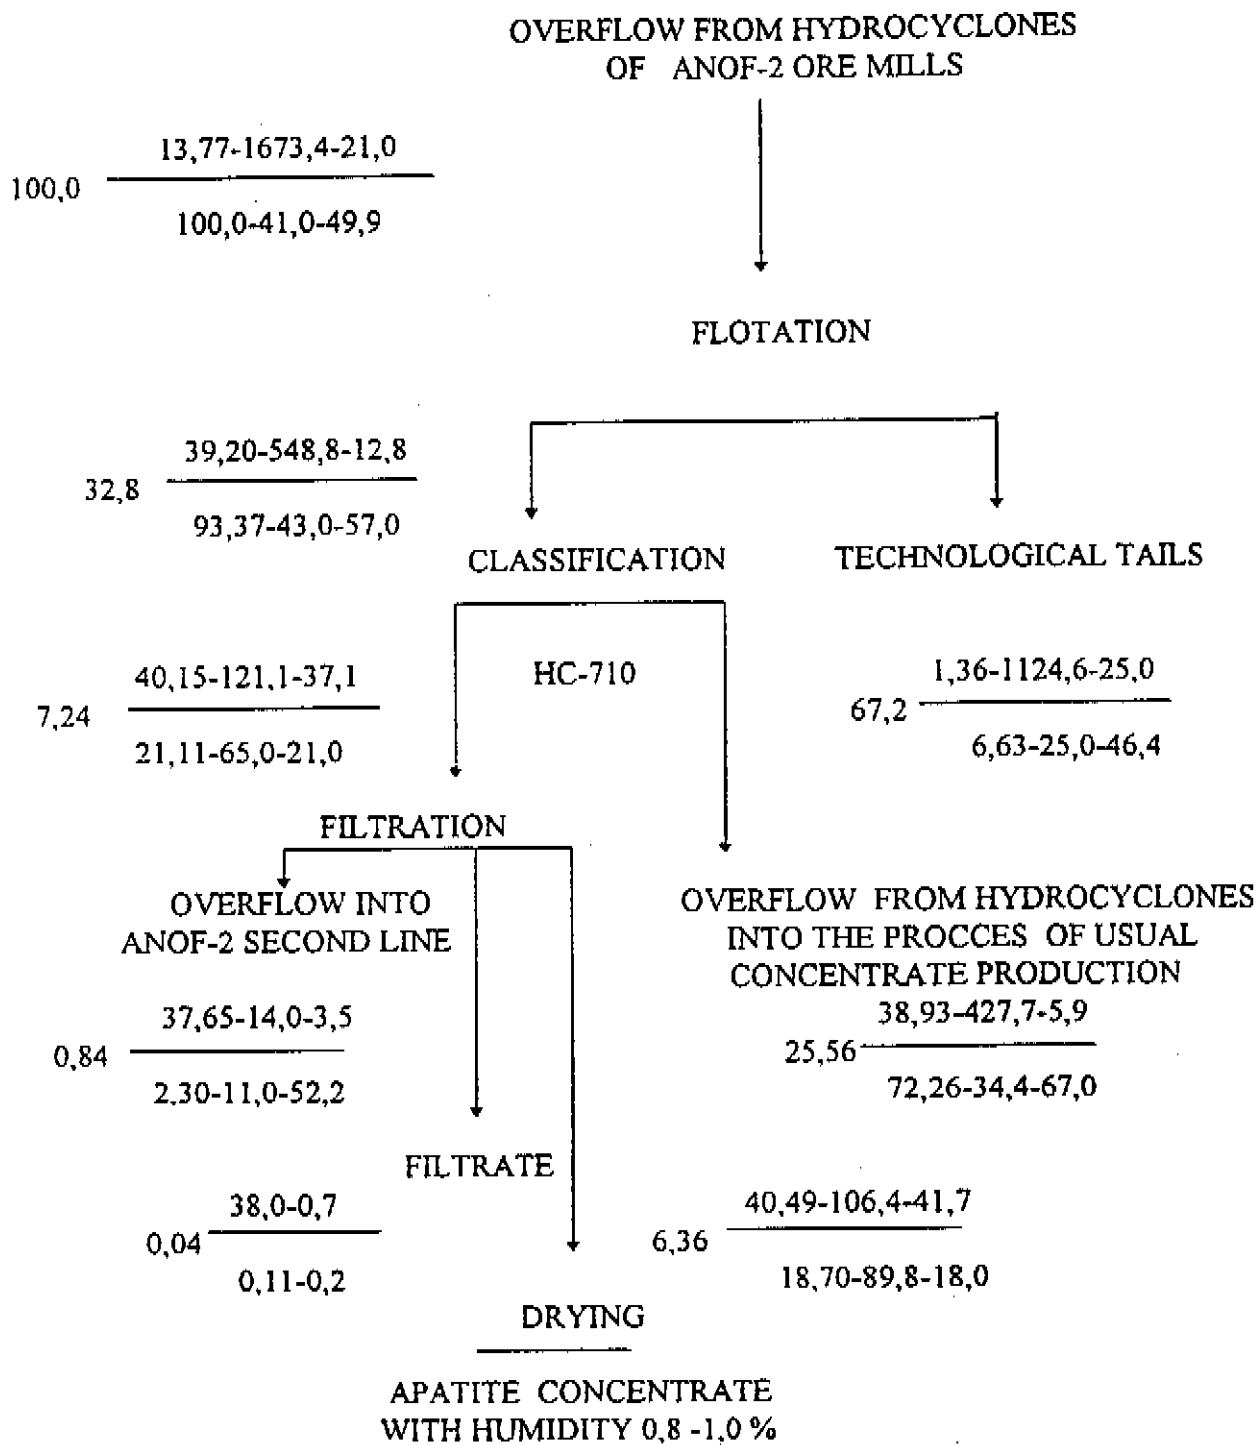 OVERFLOW FROM HYDROCYCLONES
OF ANOF-2 ORE MILLS
13,77-1673,4-21,0
100,0
100,0-41,0-49,9
FLOTATION
39,20-548,8-12,8
32,8
93,37-43,0-57,0
CLASSIFICATION
TECHNOLOGICAL TAILS
40,15-121,1-37,1
7,24
21,11-65,0-21,0
HC-710
1,36-1124,6-25,0
67,2
6,63-25,0-46,4
FILTRATION
OVERFLOW INTO
ANOF-2 SECOND LINE
OVERFLOW FROM HYDROCYCLONES
INTO THE PROCCES OF USUAL
CONCENTRATE PRODUCTION
37,65-14,0-3,5
0,84
2,30-11,0-52,2
38,93-427,7-5,9
25,56
72,26-34,4-67,0
FILTRATE
38,0-0,7
0,04
0,11-0,2
40,49-106,4-41,7
6,36
18,70-89,8-18,0
DRYING
APATITE CONCENTRATE
WITH HUMIDITY 0,8 -1,0 %